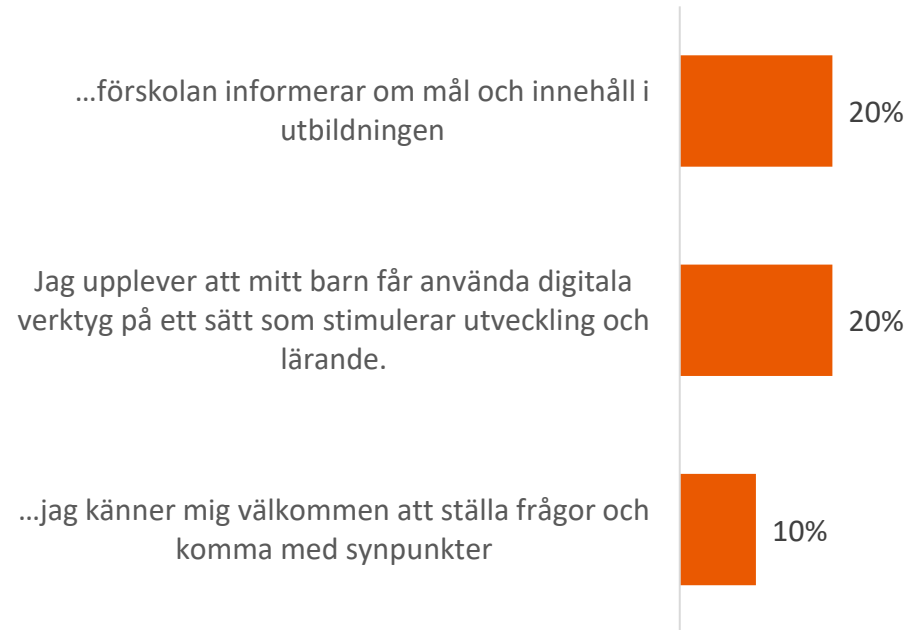 ...förskolan informerar om mål och innehåll i
utbildningen
20%
Jag upplever att mitt barn får använda digitala
verktyg på ett sätt som stimulerar utveckling och
lärande.
20%
...jag känner mig välkommen att ställa frågor och
komma med synpunkter
10%